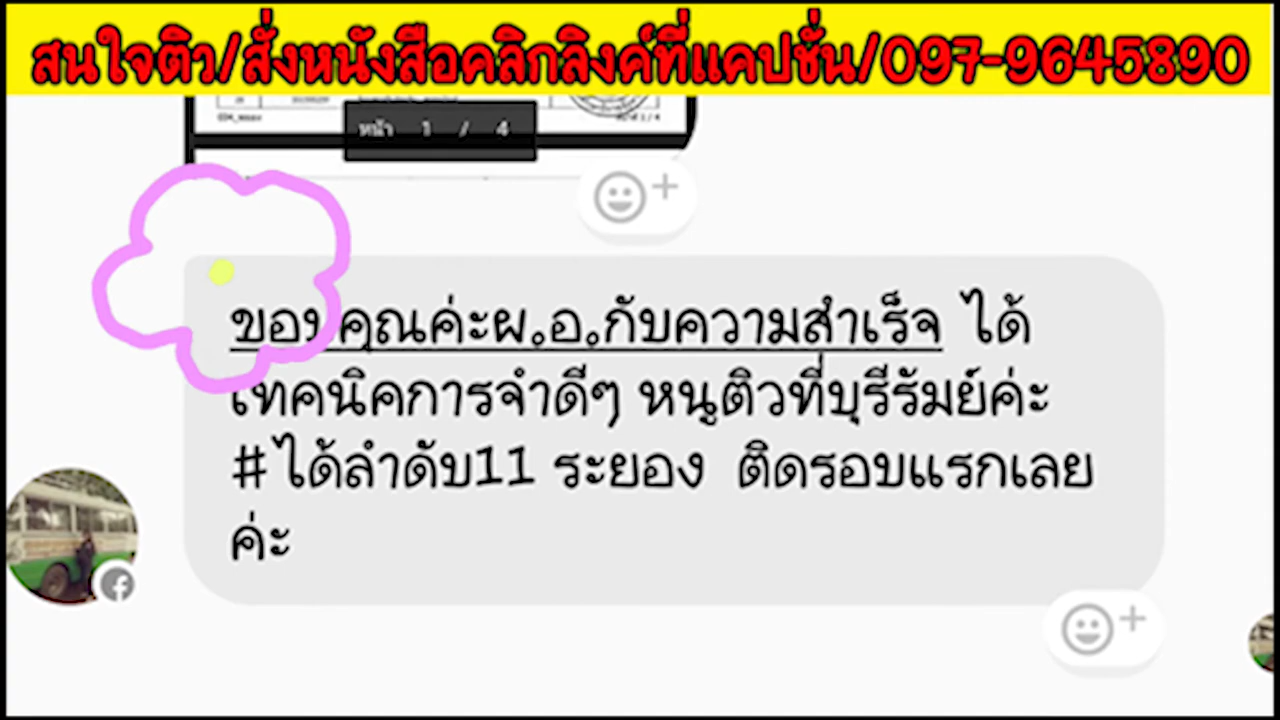 สนใจติว/สั่งหนังสือคลิกลิงค์ที่แคปชั่น/097-9645890
หน้า 1 / 4
ของคุณค่ะผ.อ.กับความสำเร็จ ได้
เทคนิคการจำดีๆ หนูติวที่บุรีรัมย์ค่ะ
#ได้ลำดับ11 ระยอง ติดรอบแรกเลย
ค่ะ